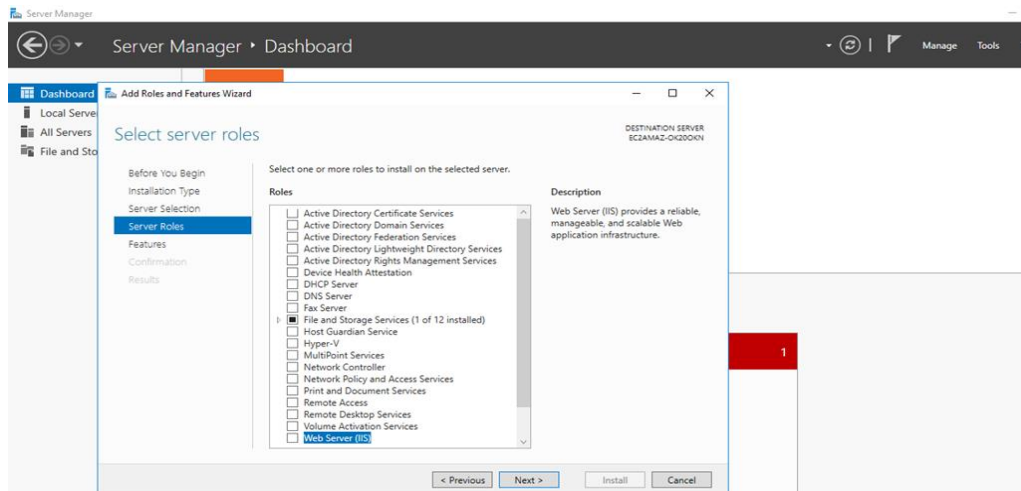 Server Manager
Server Manager ‣ Dashboard
Manage Tools
Dashboard
Local Serve
All Servers
File and Sto
Add Roles and Features Wizard
Select server roles
DESTINATION SERVER
EC2AMAZ-OK20OKN
Before You Begin
Installation Type
Server Selection
Server Roles
Features
Confirmation
Results
Select one or more roles to install on the selected server.
Roles
Active Directory Certificate Services
Active Directory Domain Services
Active Directory Federation Services
Active Directory Lightweight Directory Services
Active Directory Rights Management Services
Device Health Attestation
DHCP Server
DNS Server
Fax Server
File and Storage Services (1 of 12 installed)
Host Guardian Service
Hyper-V
MultiPoint Services
Network Controller
Network Policy and Access Services
Print and Document Services
Remote Access
Remote Desktop Services
Volume Activation Services
Web Server (IIS)
Description
Web Server (IIS) provides a reliable,
manageable, and scalable Web
application infrastructure.
1
< Previous Next > Install Cancel